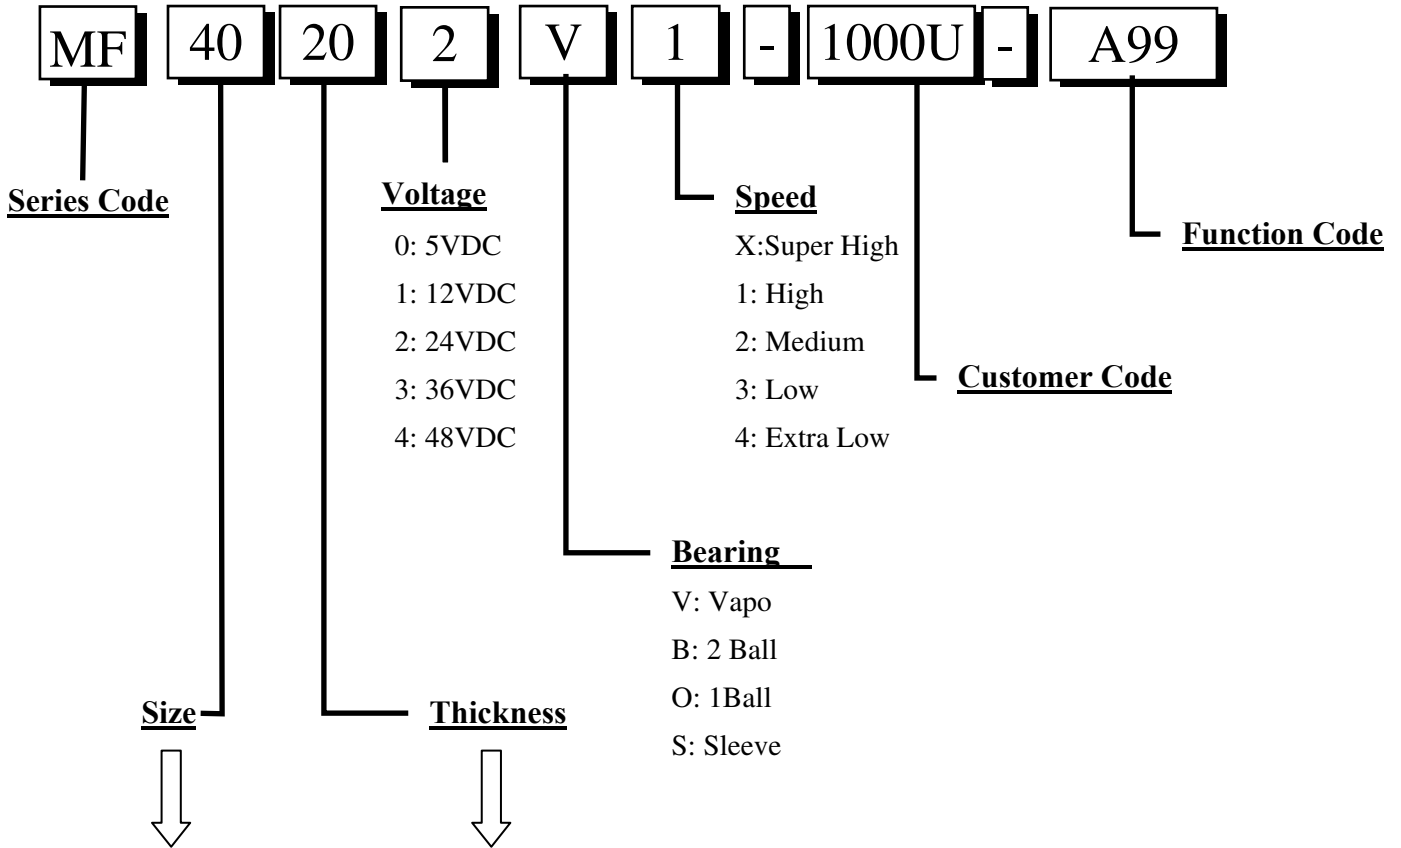 MF 40 20 2 V 1 - 1000U - A99
Series Code
Voltage
0: 5VDC
1: 12VDC
2: 24VDC
3: 36VDC
4: 48VDC
Speed
X:Super High
1: High
2: Medium
3: Low
4: Extra Low
Function Code
Customer Code
Bearing
V: Vapo
B: 2 Ball
O: 1Ball
S: Sleeve
Size
Thickness